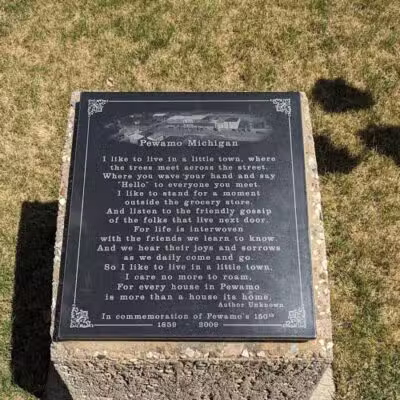 Pewamo Michigan
I like to live in a little town, where
the trees meet across the street.
Where you wave your hand and say
"Hello" to everyone you meet.
I like to stand for a moment
outside the grocery store.
And listen to the friendly gossip
of the folks that live next door.
For life is interwoven
with the friends we learn to know.
And we hear their joys and sorrows
as we daily come and go.
So I like to live in a little town,
I care no more to roam,
For every house in Pewamo
is more than a house its home.
Author Unknown
In commemoration of Pewamo's 150th
1859 2009